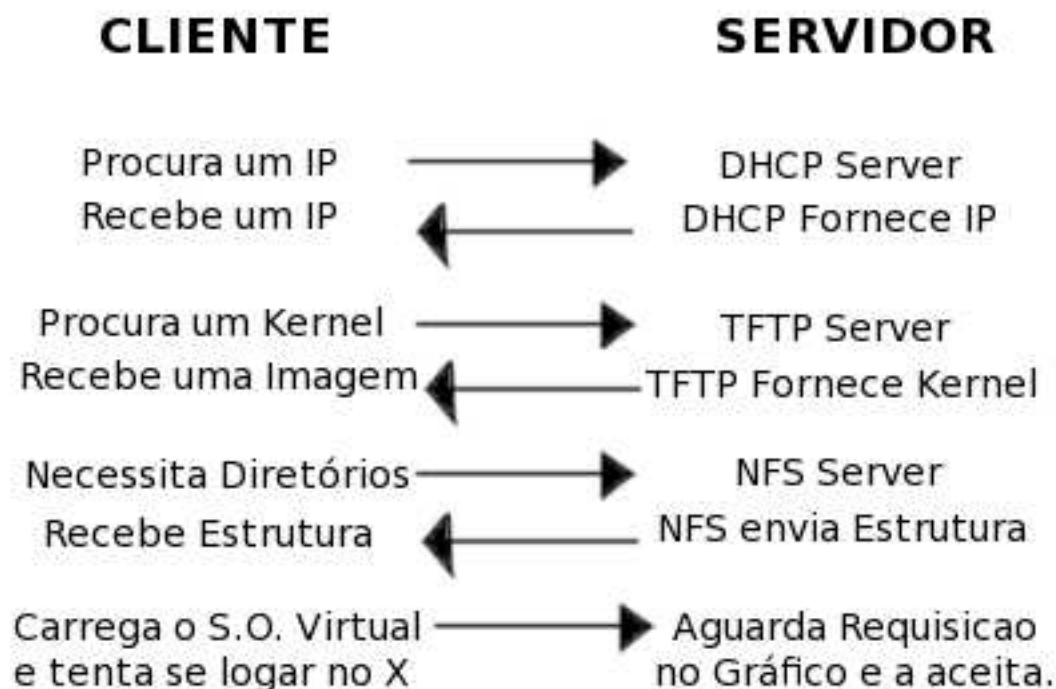 CLIENTE SERVIDOR
Procura um IP DHCP Server
Recebe um IP DHCP Fornece IP
Procura um Kernel TFTP Server
Recebe uma Imagem TFTP Fornece Kernel
Necessita Diretórios NFS Server
Recebe Estrutura NFS envia Estrutura
Carrega o S.O. Virtual Aguarda Requisicao
e tenta se logar no X no Gráfico e a aceita.